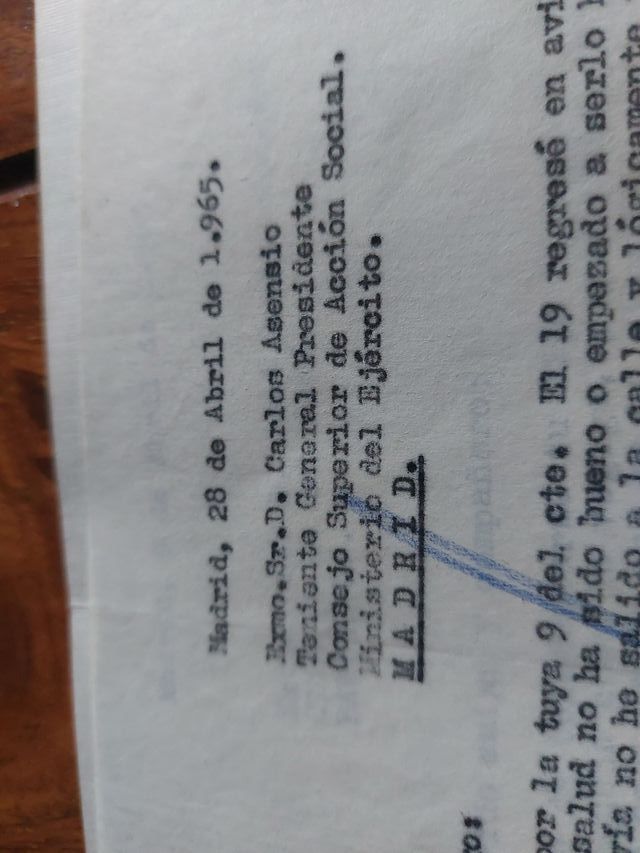 Madrid, 28 de Abril de 1.965.
Exmo.Sr.D. Carlos Asensio
Teniente General Presidente
Consejo Superior de Acción Social.
Ministerio del Ejército.
M A D R I D.
por la tuya 9 del cte. El 19 regresé en avi
salud no ha sido bueno o empezado a serlo
vía no he salido a la calle y lógicamente